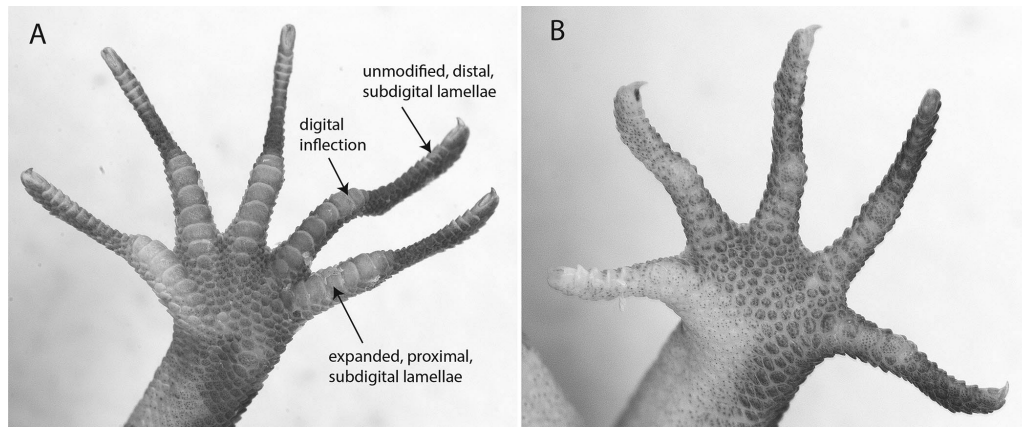 A
unmodified, distal,
subdigital lamellae
digital
inflection
expanded, proximal,
subdigital lamellae
B